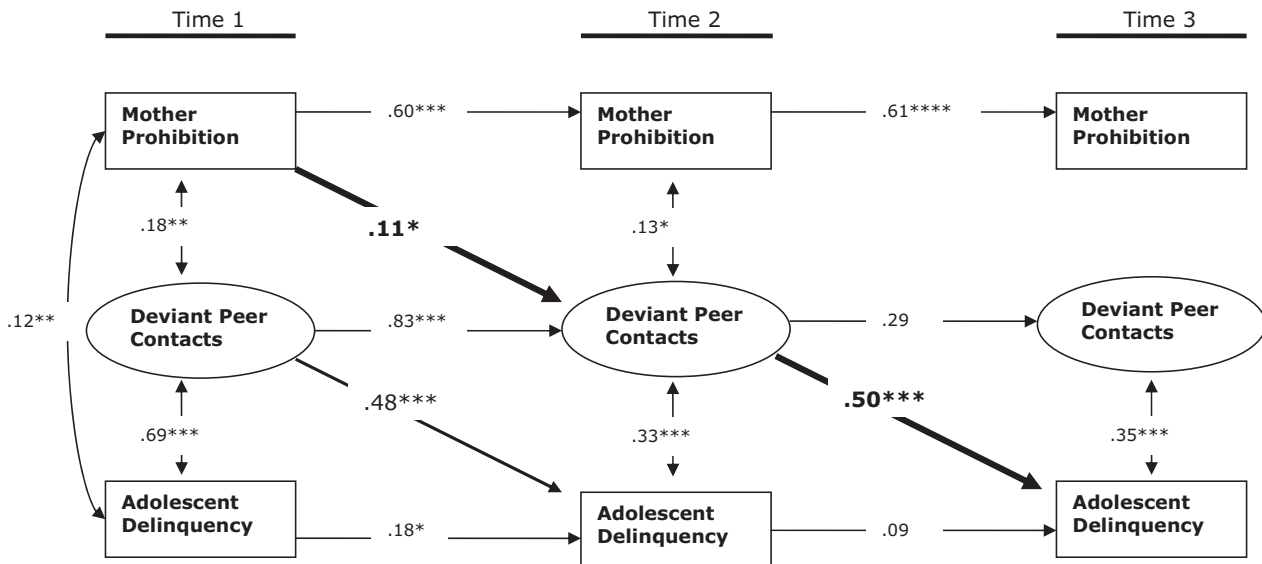 Time 1
Time 2
Time 3
Mother
Prohibition
.60***
Mother
Prohibition
.61****
Mother
Prohibition
.18**
.11*
.13*
.12**
Deviant Peer
Contacts
.83***
Deviant Peer
Contacts
.29
Deviant Peer
Contacts
.48***
.50***
.69***
.33***
.35***
Adolescent
Delinquency
.18*
Adolescent
Delinquency
.09
Adolescent
Delinquency